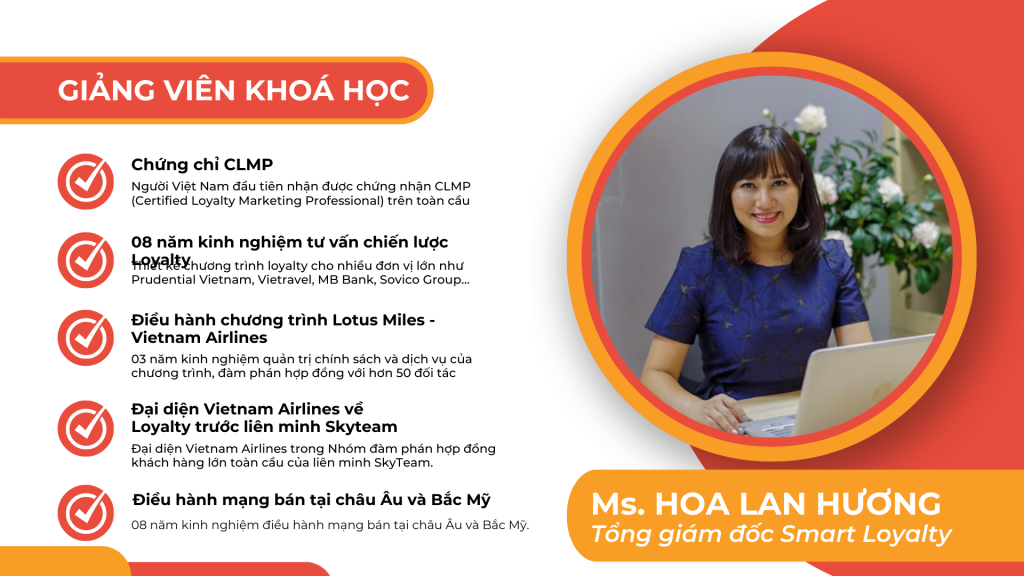 GIẢNG VIÊN KHOÁ HỌC
Chứng chỉ CLMP
Người Việt Nam đầu tiên nhận được chứng nhận CLMP
(Certified Loyalty Marketing Professional) trên toàn cầu
08 năm kinh nghiệm tư vấn chiến lược
Loyalty
Thiết kế chương trình loyalty cho nhiều đơn vị lớn như
Prudential Vietnam, Vietravel, MB Bank, Sovico Group...
Điều hành chương trình Lotus Miles -
Vietnam Airlines
03 năm kinh nghiệm quản trị chính sách và dịch vụ của
chương trình, đàm phán hợp đồng với hơn 50 đối tác
Đại diện Vietnam Airlines về
Loyalty trước liên minh Skyteam
Đại diện Vietnam Airlines trong Nhóm đàm phán hợp đồng
khách hàng lớn toàn cầu của liên minh SkyTeam.
Điều hành mạng bán tại châu Âu và Bắc Mỹ
08 năm kinh nghiệm điều hành mạng bán tại châu Âu và Bắc Mỹ.
Ms. HOA LAN HƯƠNG
Tổng giám đốc Smart Loyalty